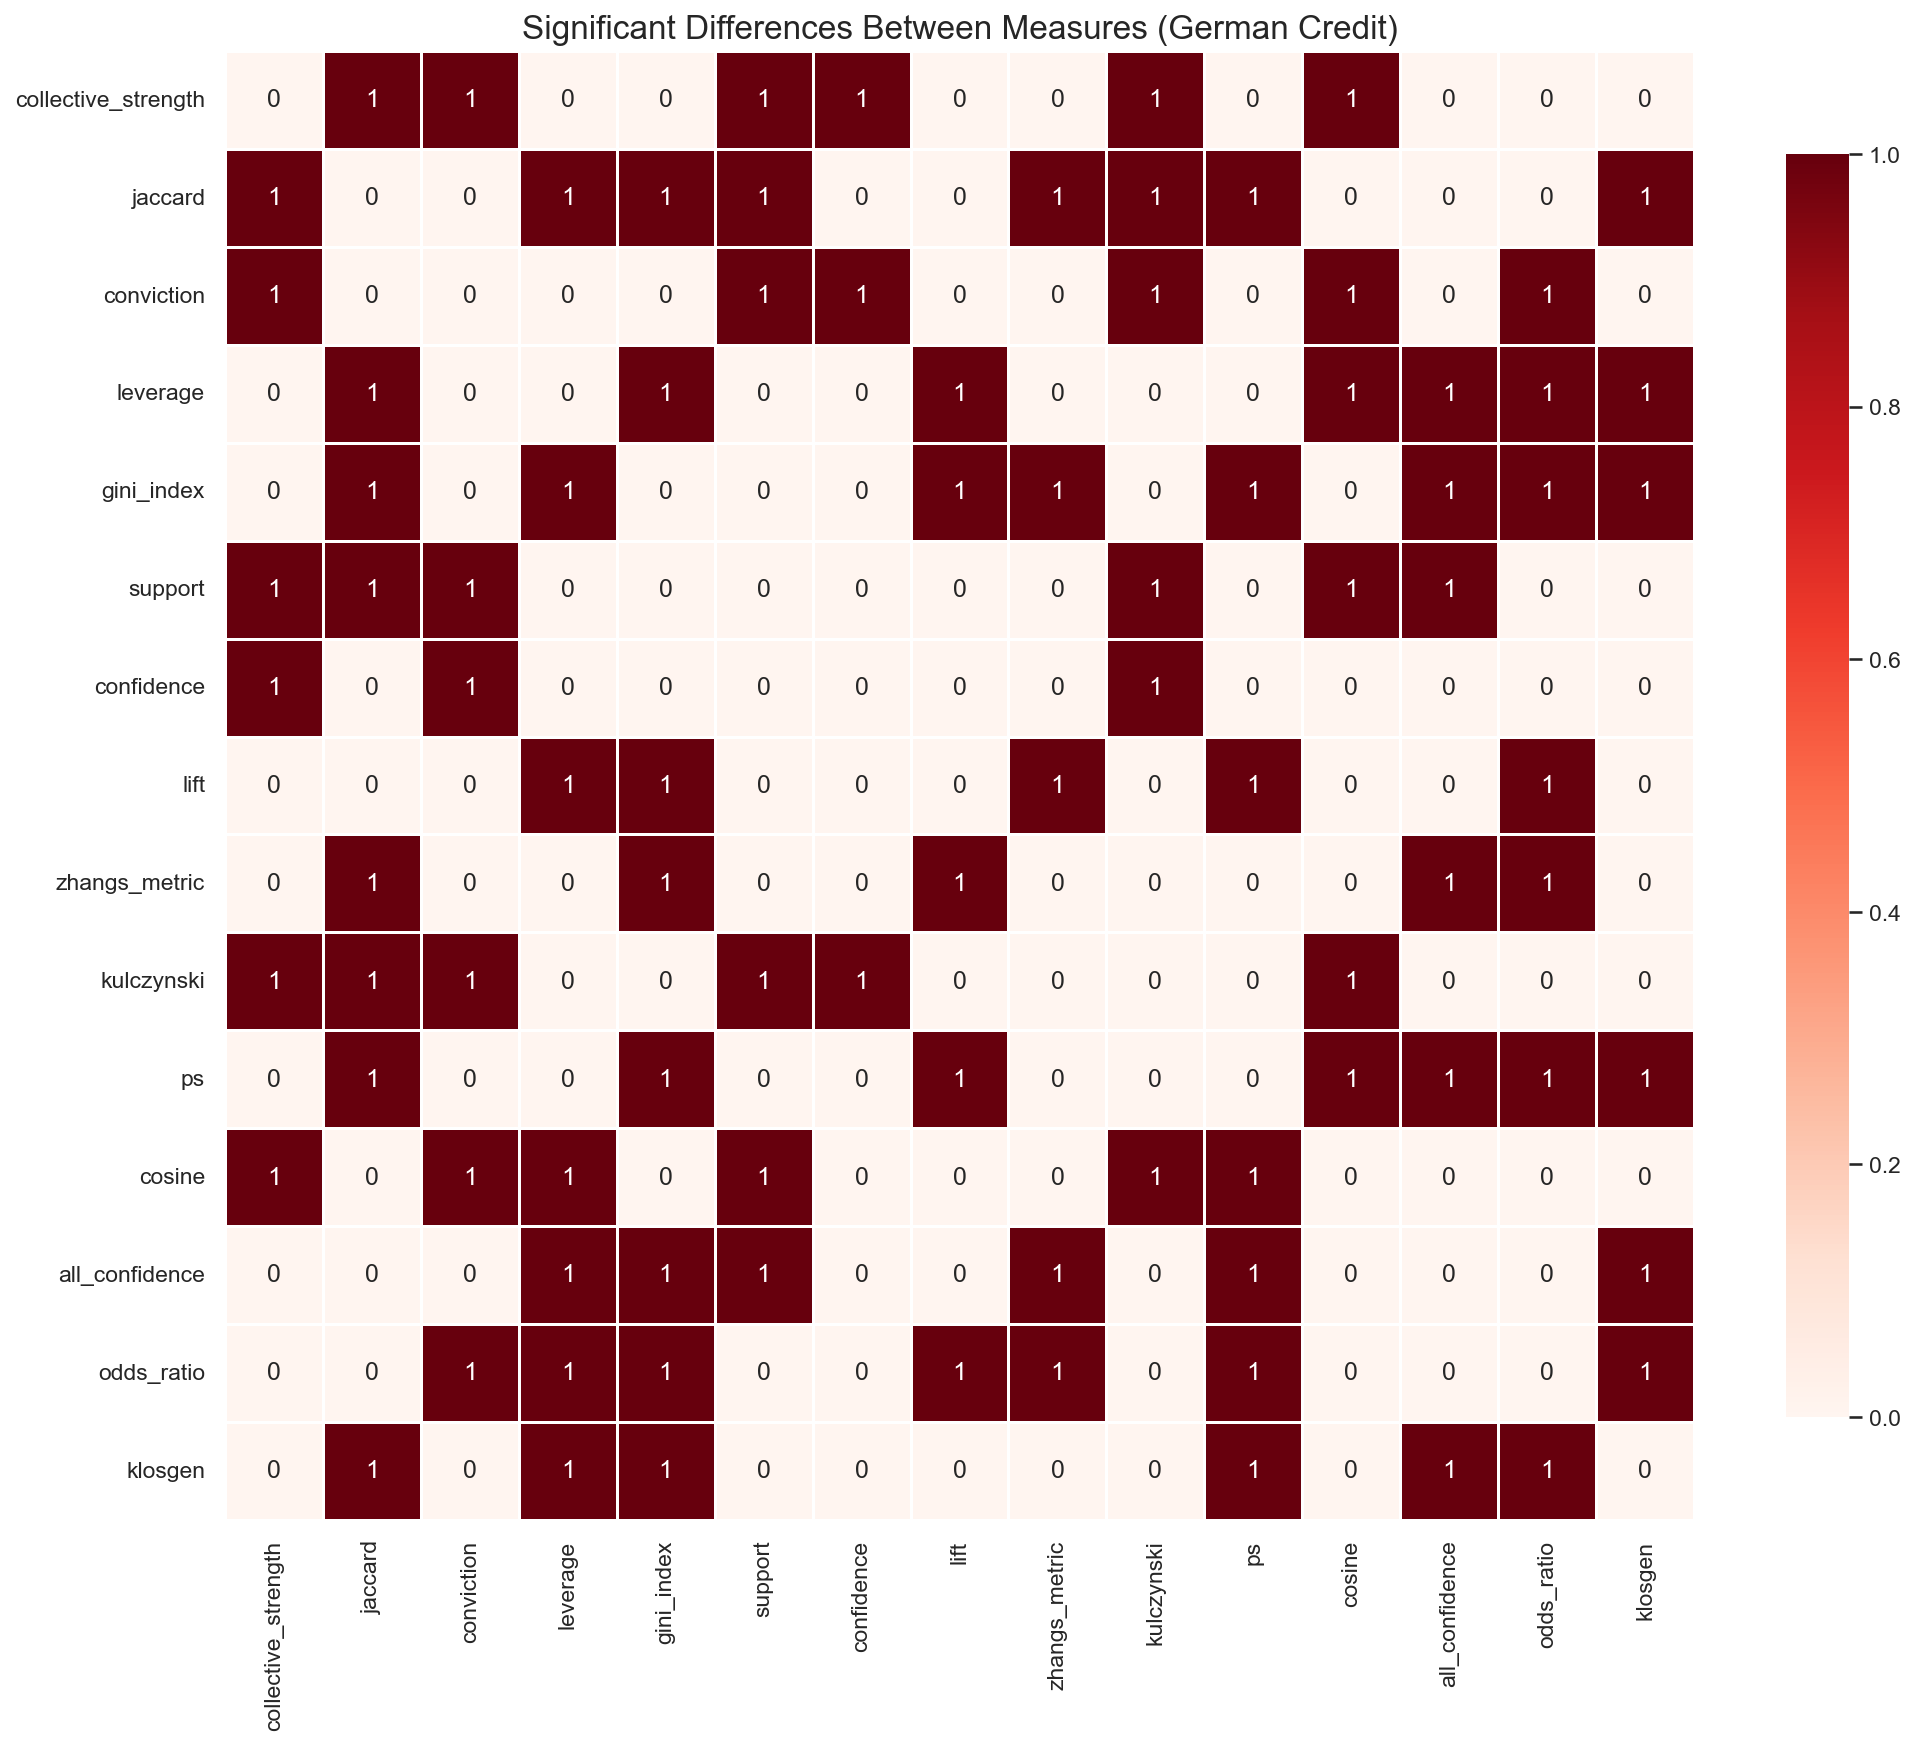 Significant Differences Between Measures (German Credit)
collective_strength 0 1 1 0 0 1 1 0 0 1 0 1 0 0 0
jaccard 1 0 0 1 1 1 0 0 1 1 1 0 0 0 1
conviction 1 0 0 0 0 1 1 0 0 1 0 1 0 1 0
leverage 0 1 0 0 1 0 0 1 0 0 0 1 1 1 1
gini_index 0 1 0 1 0 0 0 1 1 0 1 0 1 1 1
support 1 1 1 0 0 0 0 0 0 1 0 1 1 0 0
confidence 1 0 1 0 0 0 0 0 0 1 0 0 0 0 0
lift 0 0 0 1 1 0 0 0 1 0 1 0 0 1 0
zhangs_metric 0 1 0 0 1 0 0 1 0 0 0 0 1 1 0
kulczynski 1 1 1 0 0 1 1 0 0 0 0 1 0 0 0
ps 0 1 0 0 1 0 0 1 0 0 0 1 1 1 1
cosine 1 0 1 1 0 1 0 0 0 1 1 0 0 0 0
all_confidence 0 0 0 1 1 1 0 0 1 0 1 0 0 0 1
odds_ratio 0 0 1 1 1 0 0 1 1 0 1 0 0 0 1
klosgen 0 1 0 1 1 0 0 0 0 0 1 0 1 1 0
collective_strength
jaccard
conviction
leverage
gini_index
support
confidence
lift
zhangs_metric
kulczynski
ps
cosine
all_confidence
odds_ratio
klosgen
1.0
0.8
0.6
0.4
0.2
0.0